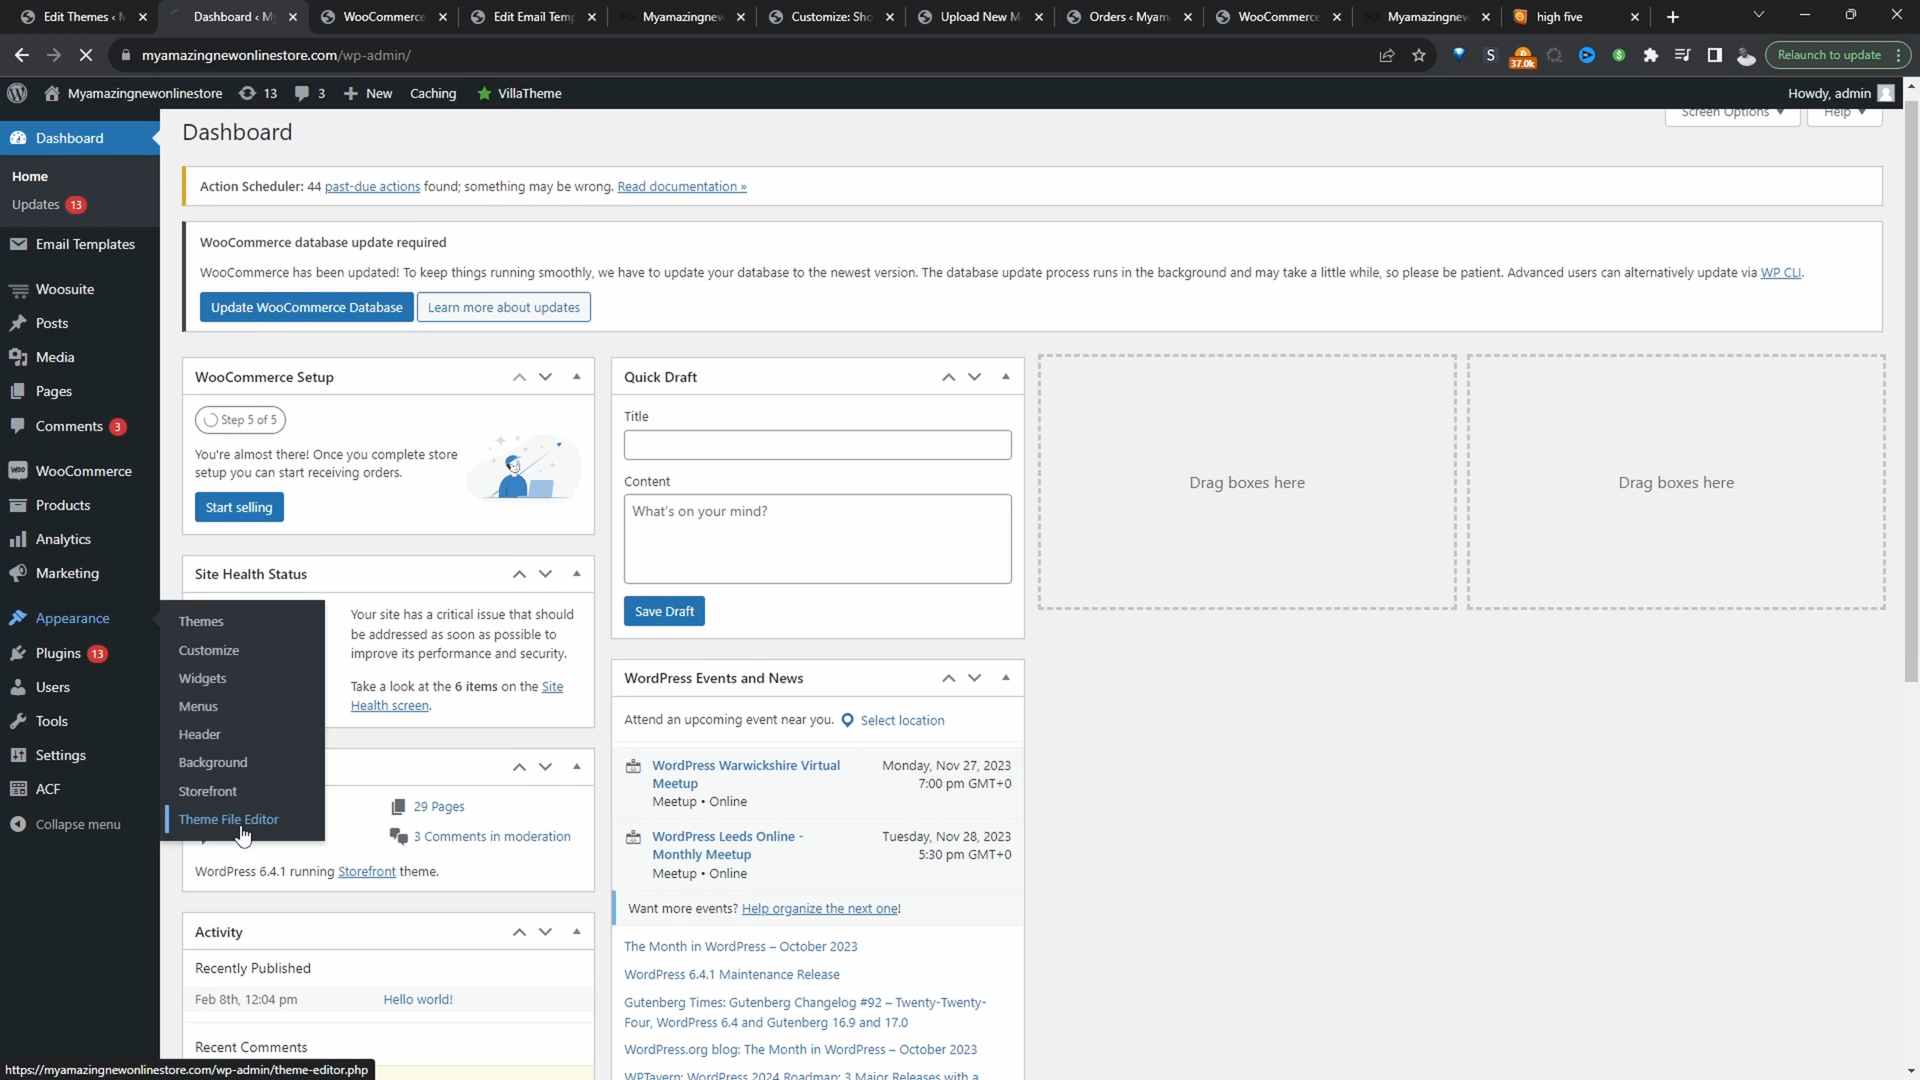 Edit Themes ‹
Dashboard ‹ M
WooCommerce
Edit Email Tem
Myamazingnew
Customize: Sho
Upload New M
Orders ‹ Myam
WooCommerce
Myamazingnew
high five
myamazingnewonlinestore.com/wp-admin/
S
37.0k
Relaunch to update
Myamazingnewonlinestore
13
3
New
Caching
VillaTheme
Howdy, admin
Dashboard
Home
Updates 13
Email Templates
Woosuite
Posts
Media
Pages
Comments 3
WooCommerce
Products
Analytics
Marketing
Appearance
Plugins 13
Users
Tools
Settings
ACF
Collapse menu
Themes
Customize
Widgets
Menus
Header
Background
Storefront
Theme File Editor
Dashboard
Screen Options
Help
Action Scheduler: 44 past-due actions found; something may be wrong. Read documentation »
WooCommerce database update required
WooCommerce has been updated! To keep things running smoothly, we have to update your database to the newest version. The database update process runs in the background and may take a little while, so please be patient. Advanced users can alternatively update via WP CLI.
Update WooCommerce Database
Learn more about updates
WooCommerce Setup
Step 5 of 5
You're almost there! Once you complete store
setup you can start receiving orders.
Start selling
Site Health Status
Your site has a critical issue that should
be addressed as soon as possible to
improve its performance and security.
Take a look at the 6 items on the Site
Health screen.
29 Pages
3 Comments in moderation
WordPress 6.4.1 running Storefront theme.
Activity
Recently Published
Feb 8th, 12:04 pm
Hello world!
Recent Comments
Quick Draft
Title
Content
What's on your mind?
Save Draft
WordPress Events and News
Attend an upcoming event near you. Select location
WordPress Warwickshire Virtual
Meetup
Meetup • Online
Monday, Nov 27, 2023
7:00 pm GMT+0
WordPress Leeds Online -
Monthly Meetup
Meetup • Online
Tuesday, Nov 28, 2023
5:30 pm GMT+0
Want more events? Help organize the next one!
The Month in WordPress – October 2023
WordPress 6.4.1 Maintenance Release
Gutenberg Times: Gutenberg Changelog #92 – Twenty-Twenty-
Four, WordPress 6.4 and Gutenberg 16.9 and 17.0
WordPress.org blog: The Month in WordPress – October 2023
WPTavern: WordPress 2024 Roadmap: 3 Major Releases with a
Drag boxes here
Drag boxes here
https://myamazingnewonlinestore.com/wp-admin/theme-editor.php